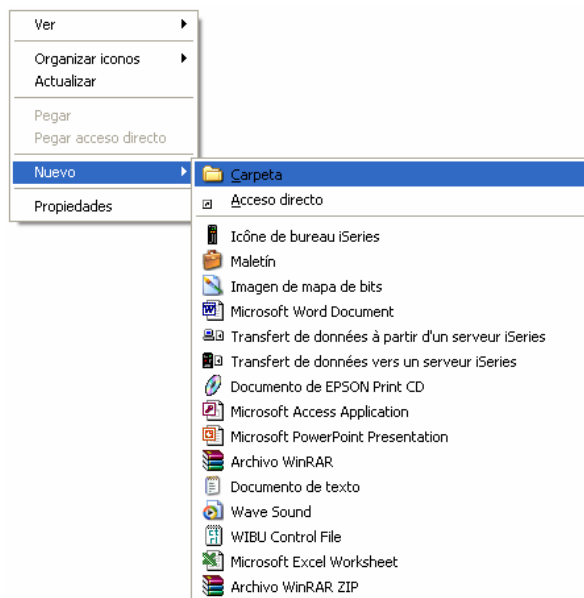 Ver
Organizar iconos
Actualizar
Pegar
Pegar acceso directo
Nuevo
Propiedades
Carpeta
Acceso directo
Icône de bureau iSeries
Maletín
Imagen de mapa de bits
Microsoft Word Document
Transfert de données à partir d'un serveur iSeries
Transfert de données vers un serveur iSeries
Documento de EPSON Print CD
Microsoft Access Application
Microsoft PowerPoint Presentation
Archivo WinRAR
Documento de texto
Wave Sound
WIBU Control File
Microsoft Excel Worksheet
Archivo WinRAR ZIP